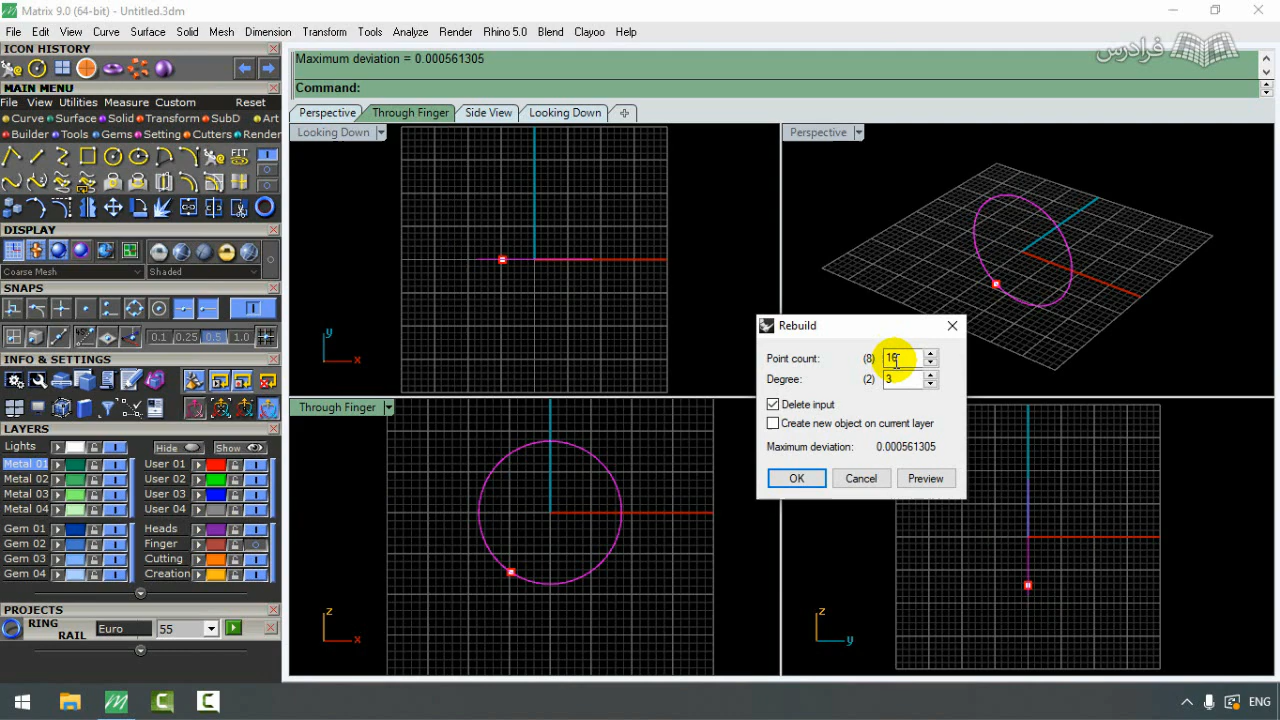 Matrix 9.0 (64-bit) - Untitled.3dm
فرادرس
File Edit View Curve Surface Solid Mesh Dimension Transform Tools Analyze Render Rhino 5.0 Blend Clayoo Help
ICON HISTORY
Maximum deviation = 0.000561305
Command:
MAIN MENU
File View Utilities Measure Custom Reset
Curve Surface Solid Transform SubD Art
Builder Tools Gems Setting Cutters Render
FIT
Perspective Through Finger Side View Looking Down
Looking Down
Perspective
DISPLAY
Coarse Mesh Shaded
SNAPS
0.1 0.25 0.5 1.0
y
x
INFO & SETTINGS
LAYERS
Lights Hide Show
Metal 01 User 01
Metal 02 User 02
Metal 03 User 03
Metal 04 User 04
Gem 01 Heads
Gem 02 Finger
Gem 03 Cutting
Gem 04 Creation
PROJECTS
RING RAIL Euro 55
Rebuild
Point count: (8) 16
Degree: (2) 3
Delete input
Create new object on current layer
Maximum deviation: 0.000561305
OK Cancel Preview
Through Finger
z
x
z
y
ENG